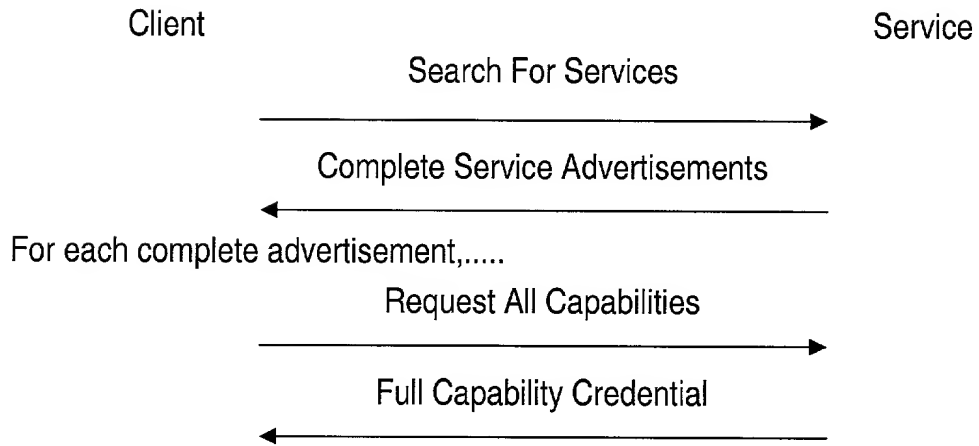 Client
Service
Search For Services
Complete Service Advertisements
For each complete advertisement,.....
Request All Capabilities
Full Capability Credential